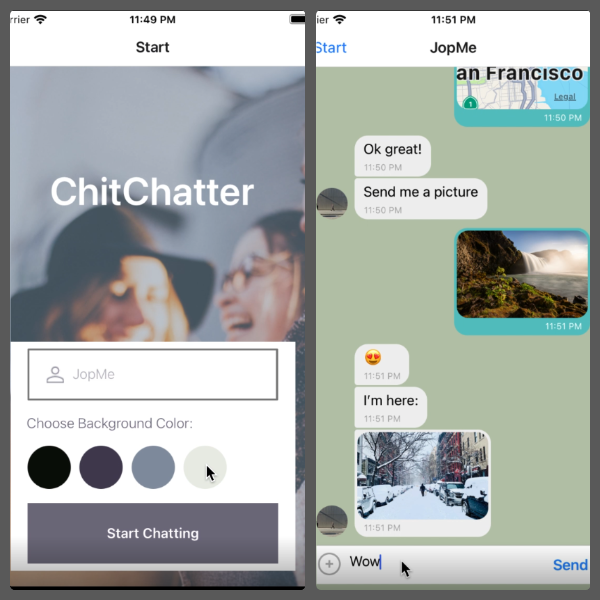 rrier 11:49 PM
Start
ChitChatter
JopMe
Choose Background Color:
Start Chatting
ier 11:51 PM
Start JopMe
an Francisco
1
Legal
11:50 PM
Ok great!
11:50 PM
Send me a picture
11:50 PM
11:51 PM
😍
11:51 PM
I'm here:
11:51 PM
11:51 PM
Wow
Send